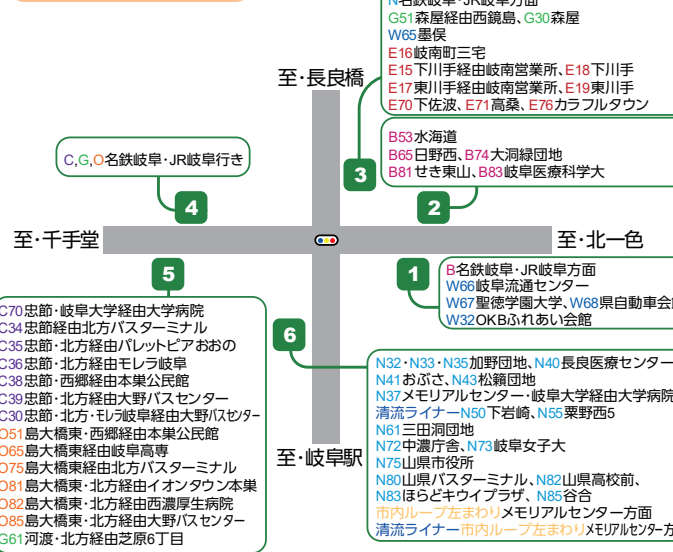 N名鉄岐阜・JR岐阜方面
G51森屋経由西鏡島、G30森屋
W65墨俣
E16岐南町三宅
E15下川手経由岐南営業所、E18下川手
E17東川手経由岐南営業所、E19東川手
E70下佐波、E71高桑、E76カラフルタウン
至・長良橋
3
B53水海道
B65日野西、B74大洞緑団地
B81せき東山、B83岐阜医療科学大
2
C,G,O名鉄岐阜・JR岐阜行き
4
至・千手堂
至・北一色
5
1
B名鉄岐阜・JR岐阜方面
W66岐阜流通センター
W67聖徳学園大学、W68県自動車会館
W32OKBふれあい会館
C70忠節・岐阜大学経由大学病院
C34忠節経由北方バスターミナル
C35忠節・北方経由パレットピアおおの
C36忠節・北方経由モレラ岐阜
C38忠節・西郷経由本巣公民館
C39忠節・北方経由大野バスセンター
C30忠節・北方・モレラ岐阜経由大野バスセンター
O51島大橋東・西郷経由本巣公民館
O65島大橋東経由岐阜高専
O75島大橋東経由北方バスターミナル
O81島大橋東・北方経由イオンタウン本巣
O82島大橋東・北方経由西濃厚生病院
O85島大橋東・北方経由大野バスセンター
G61河渡・北方経由芝原6丁目
6
至・岐阜駅
N32・N33・N35加野団地、N40長良医療センター
N41おぶさ、N43松籟団地
N37メモリアルセンター・岐阜大学経由大学病院
清流ライナーN50下岩崎、N55粟野西5
N61三田洞団地
N72中濃庁舎、N73岐阜女子大
N75山県市役所
N80山県バスターミナル、N82山県高校前、
N83ほらどキウイプラザ、N85谷合
市内ループ左まわりメモリアルセンター方面
清流ライナー市内ループ左まわりメモリアルセンター方